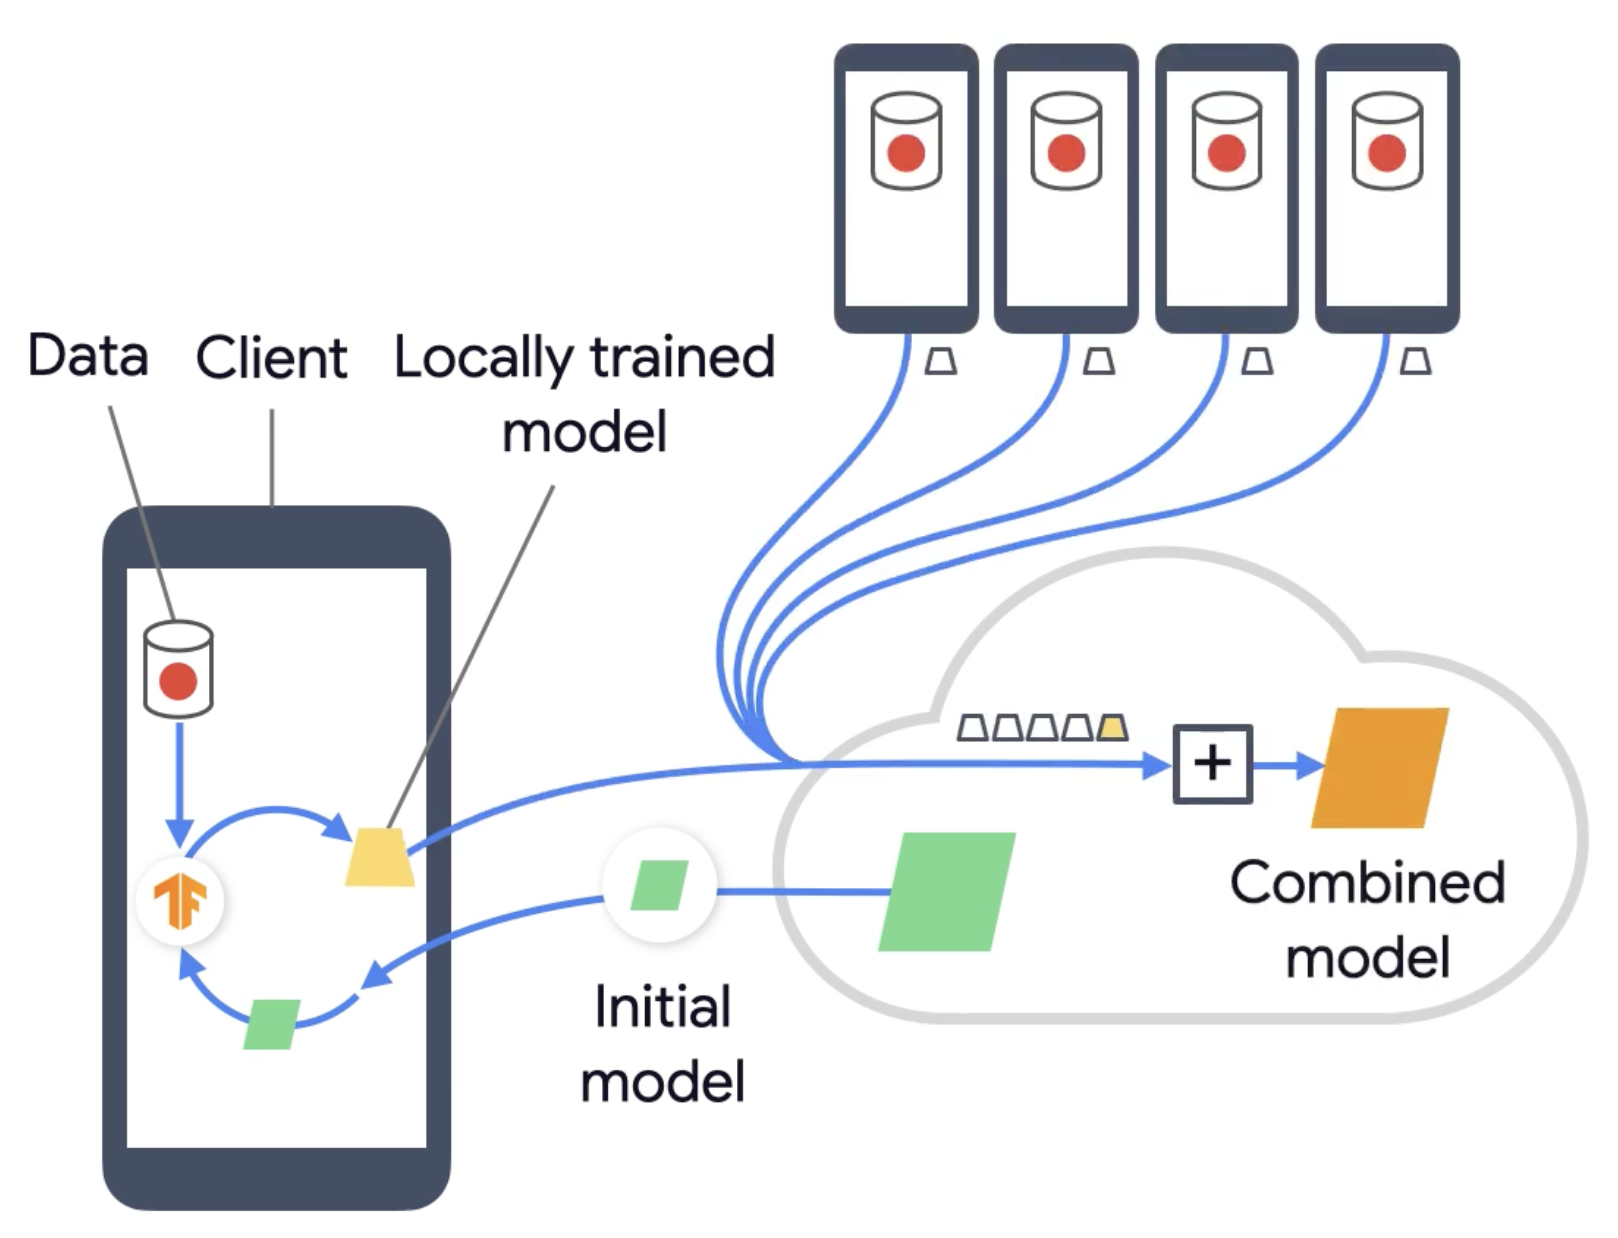 Data
Client
Locally trained
model
+
Combined
model
Initial
model